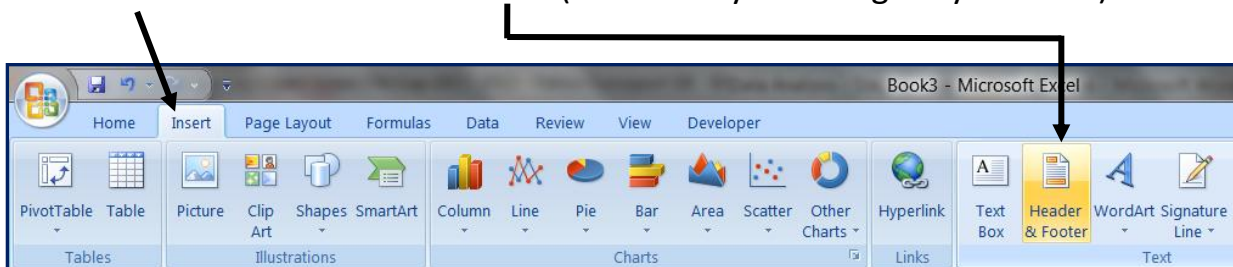 Book3 - Microsoft Excel
Home Insert Page Layout Formulas Data Review View Developer
PivotTable Table Picture Clip Art Shapes SmartArt Column Line Pie Bar Area Scatter Other Charts Hyperlink Text Box Header & Footer WordArt Signature Line
Tables Illustrations Charts Links Text